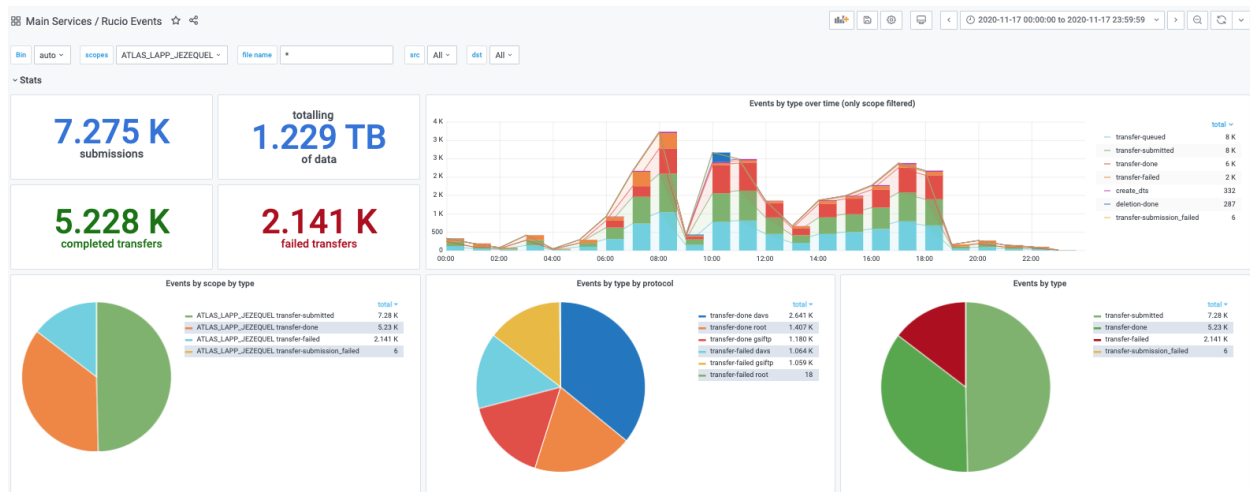 Main Services / Rucio Events
2020-11-17 00:00:00 to 2020-11-17 23:59:59
Bin auto scopes ATLAS_LAPP_JEZEQUEL file name * src All dst All
Stats
7.275 K
submissions
totalling
1.229 TB
of data
5.228 K
completed transfers
2.141 K
failed transfers
Events by type over time (only scope filtered)
4 K
3 K
3 K
2 K
2 K
1 K
500
0
00:00 02:00 04:00 06:00 08:00 10:00 12:00 14:00 16:00 18:00 20:00 22:00
total
transfer-queued 8 K
transfer-submitted 8 K
transfer-done 6 K
transfer-failed 2 K
create_dts 332
deletion-done 287
transfer-submission_failed 6
Events by scope by type
total
ATLAS_LAPP_JEZEQUEL transfer-submitted 7.28 K
ATLAS_LAPP_JEZEQUEL transfer-done 5.23 K
ATLAS_LAPP_JEZEQUEL transfer-failed 2.141 K
ATLAS_LAPP_JEZEQUEL transfer-submission_failed 6
Events by type by protocol
total
transfer-done davs 2.641 K
transfer-done root 1.407 K
transfer-done gsiftp 1.180 K
transfer-failed davs 1.064 K
transfer-failed gsiftp 1.059 K
transfer-failed root 18
Events by type
total
transfer-submitted 7.28 K
transfer-done 5.23 K
transfer-failed 2.141 K
transfer-submission_failed 6